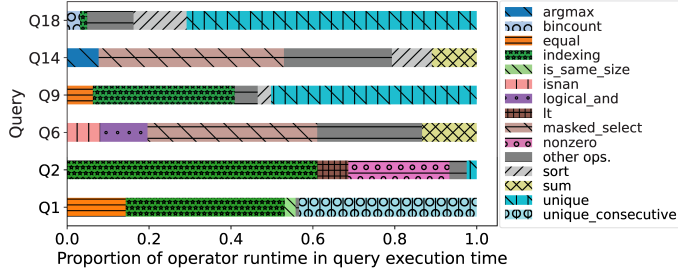 Q18
Q14
Q9
Q6
Q2
Q1
Query
0.0 0.2 0.4 0.6 0.8 1.0
Proportion of operator runtime in query execution time
argmax
bincount
equal
indexing
is_same_size
isnan
logical_and
lt
masked_select
nonzero
other ops.
sort
sum
unique
unique_consecutive